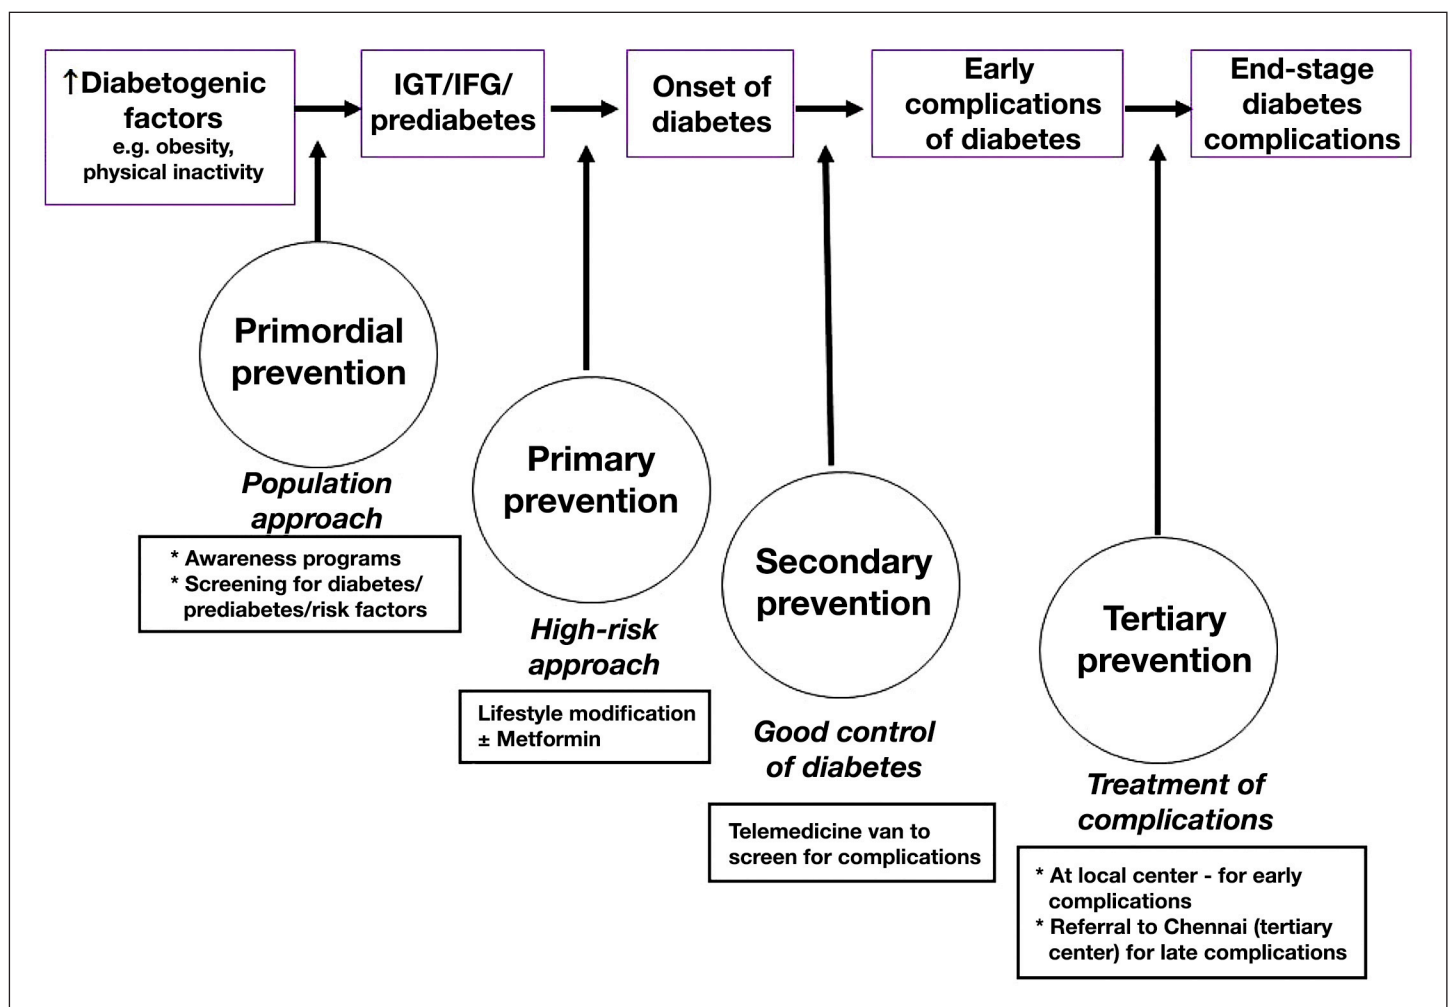 ↑Diabetogenic
factors
e.g. obesity,
physical inactivity
IGT/IFG/
prediabetes
Onset of
diabetes
Early
complications
of diabetes
End-stage
diabetes
complications
Primordial
prevention
Population
approach
* Awareness programs
* Screening for diabetes/
prediabetes/risk factors
Primary
prevention
High-risk
approach
Lifestyle modification
± Metformin
Secondary
prevention
Good control
of diabetes
Telemedicine van to
screen for complications
Tertiary
prevention
Treatment of
complications
* At local center - for early
complications
* Referral to Chennai (tertiary
center) for late complications